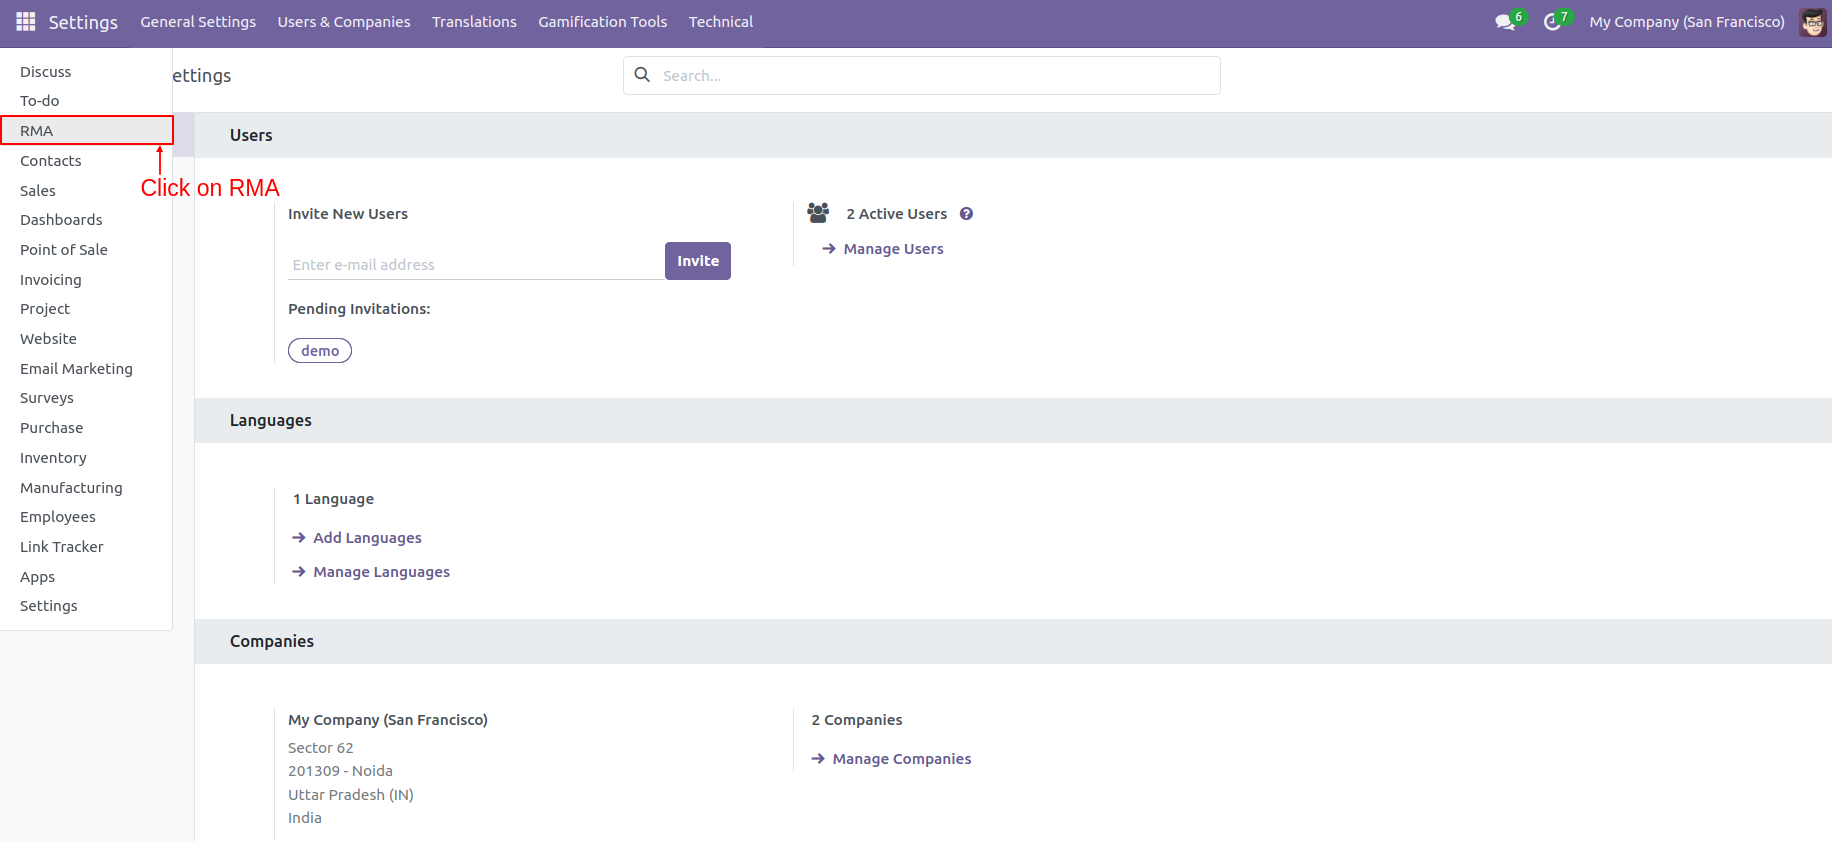 Settings General Settings Users & Companies Translations Gamification Tools Technical 6 7 My Company (San Francisco)
ettings Search...
Discuss
To-do
RMA
Contacts
Sales
Dashboards
Point of Sale
Invoicing
Project
Website
Email Marketing
Surveys
Purchase
Inventory
Manufacturing
Employees
Link Tracker
Apps
Settings
Click on RMA
Users
Invite New Users
Enter e-mail address Invite
Pending Invitations:
demo
2 Active Users ?
Manage Users
Languages
1 Language
Add Languages
Manage Languages
Companies
My Company (San Francisco)
Sector 62
201309 - Noida
Uttar Pradesh (IN)
India
2 Companies
Manage Companies